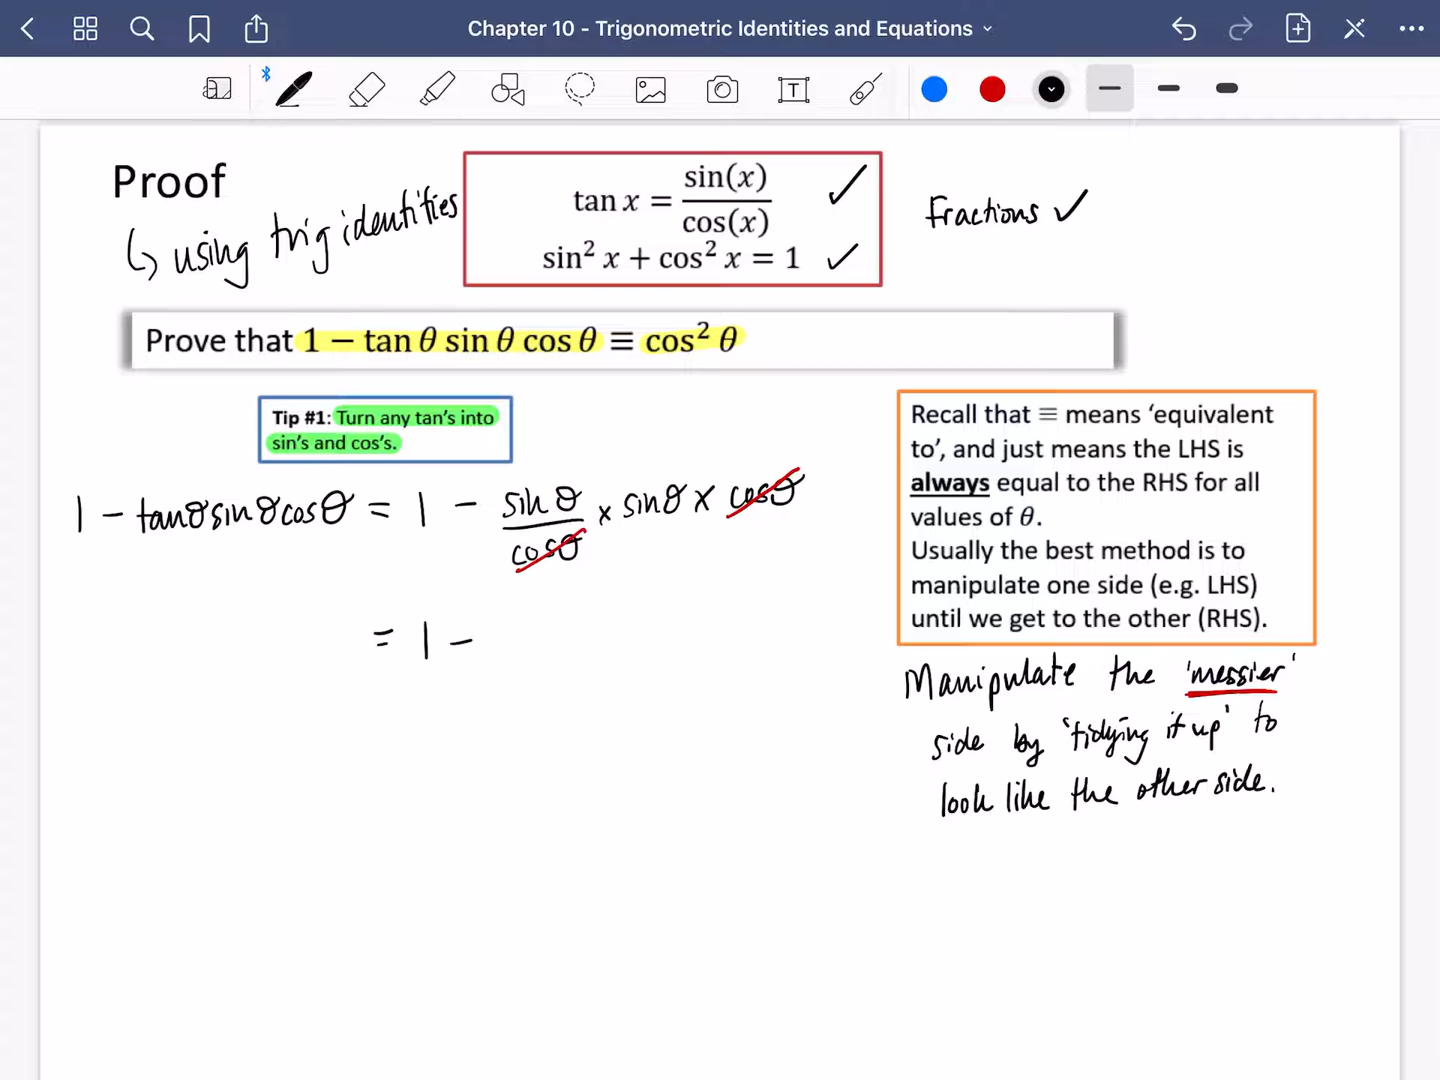 Chapter 10 - Trigonometric Identities and Equations
Proof
↳ using trig identities
tan x = sin(x)/cos(x) ✓
sin² x + cos² x = 1 ✓
Fractions ✓
Prove that 1 − tan θ sin θ cos θ ≡ cos² θ
Tip #1: Turn any tan's into
sin's and cos's.
1 − tanθsinθcosθ = 1 − sinθ/cosθ × sinθ × cosθ
= 1 −
Recall that ≡ means 'equivalent
to', and just means the LHS is
always equal to the RHS for all
values of θ.
Usually the best method is to
manipulate one side (e.g. LHS)
until we get to the other (RHS).
Manipulate the 'messier'
side by 'tidying it up' to
look like the other side.